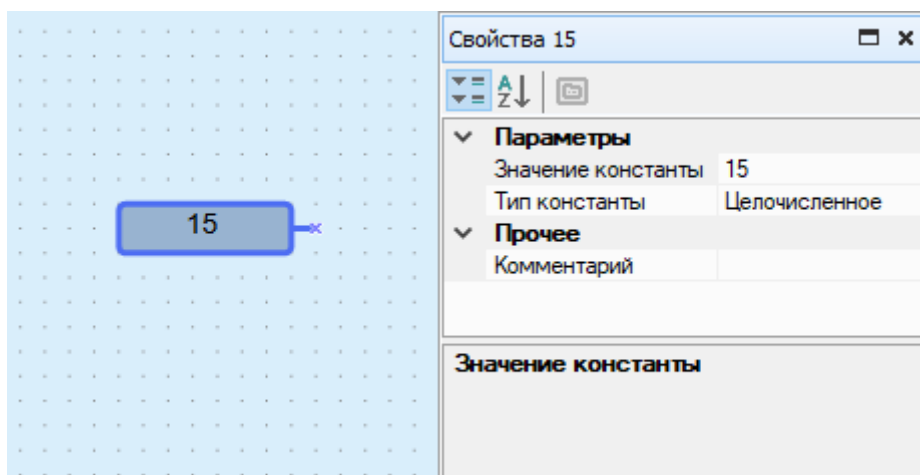 15
Свойства 15
Параметры
Значение константы 15
Тип константы Целочисленное
Прочее
Комментарий
Значение константы